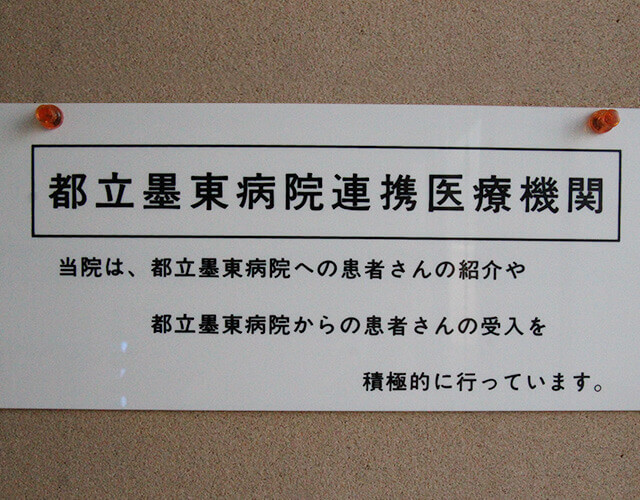 都立墨東病院連携医療機関
当院は、都立墨東病院への患者さんの紹介や
都立墨東病院からの患者さんの受入を
積極的に行っています。